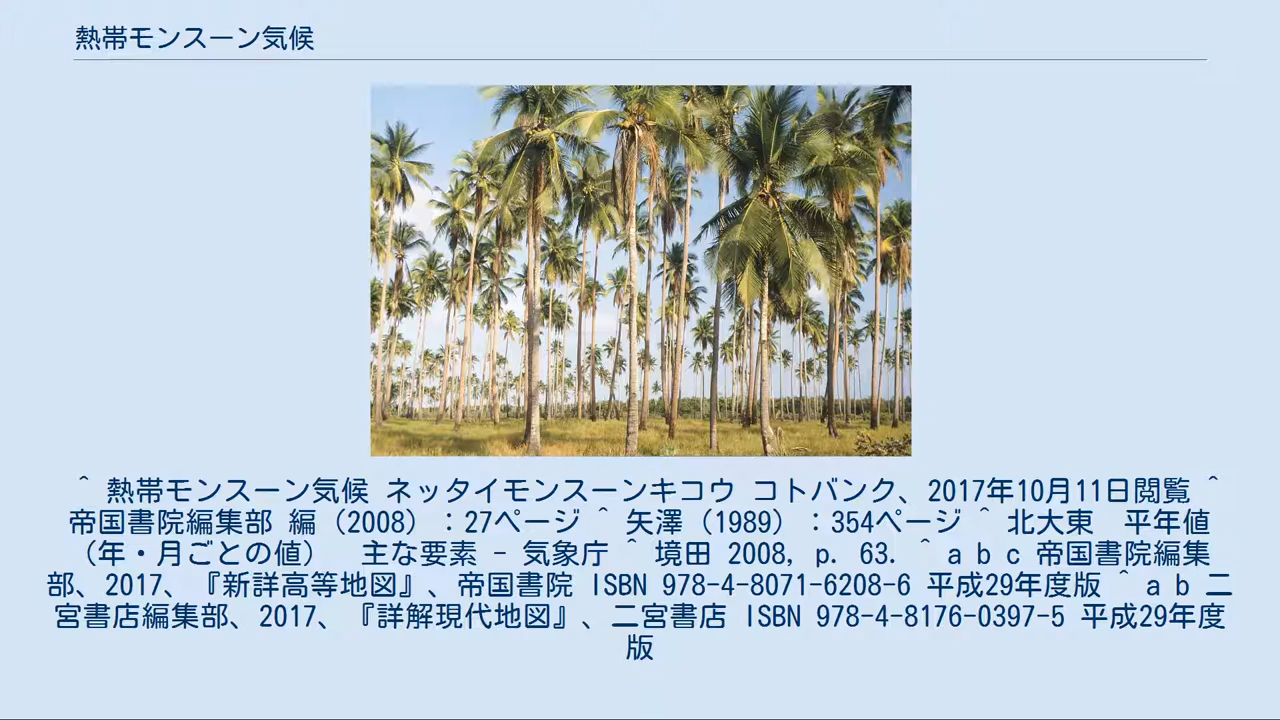 熱帯モンスーン気候
^ 熱帯モンスーン気候 ネッタイモンスーンキコウ コトバンク、2017年10月11日閲覧 ^
帝国書院編集部 編（2008）：27ページ ^ 矢澤（1989）：354ページ ^ 北大東　平年値
（年・月ごとの値）　主な要素 - 気象庁 ^ 境田 2008, p. 63. ^ a b c 帝国書院編集
部、2017、『新詳高等地図』、帝国書院 ISBN 978-4-8071-6208-6 平成29年度版 ^ a b 二
宮書店編集部、2017、『詳解現代地図』、二宮書店 ISBN 978-4-8176-0397-5 平成29年度
版